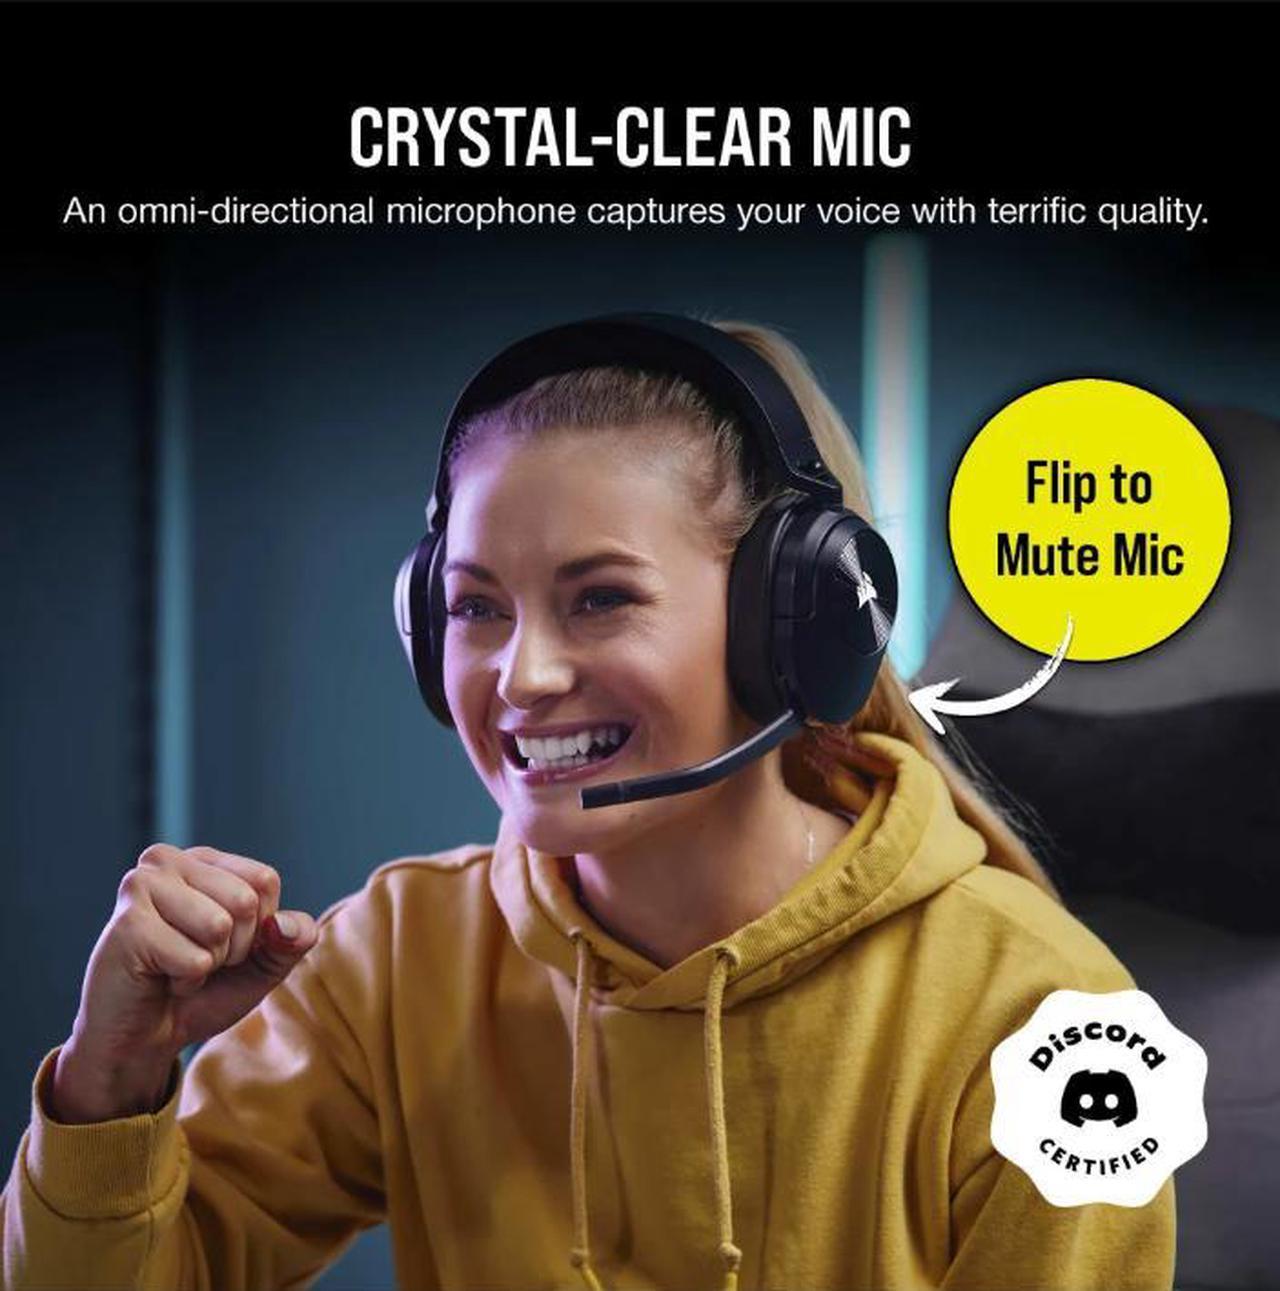 CRYSTAL-CLEAR MIC
An omni-directional microphone captures your voice with terrific quality.
Flip to
Mute Mic
Discord
CERTIFIED